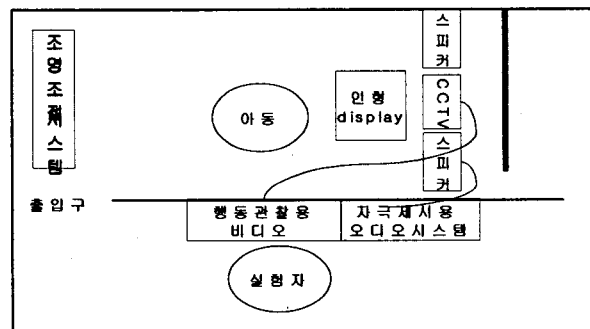 조명조절시스템
스피커
CCTV
스피커
인형
display
아동
출입구
행동관찰용
비디오
자극제시용
오디오시스템
실험자